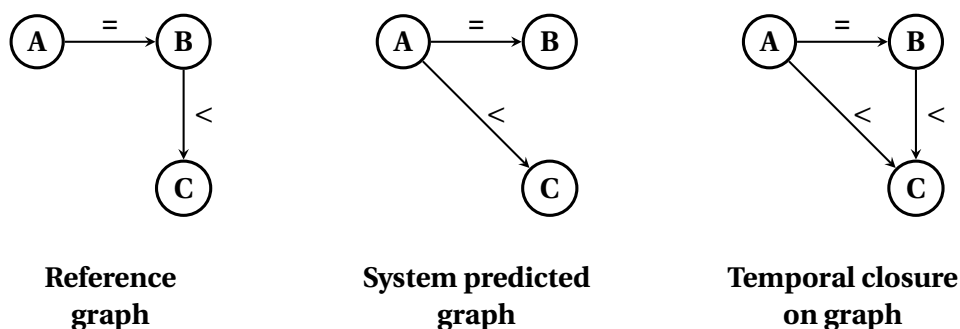 A = B
<
C
Reference
graph
A = B
<
C
System predicted
graph
A = B
< <
C
Temporal closure
on graph